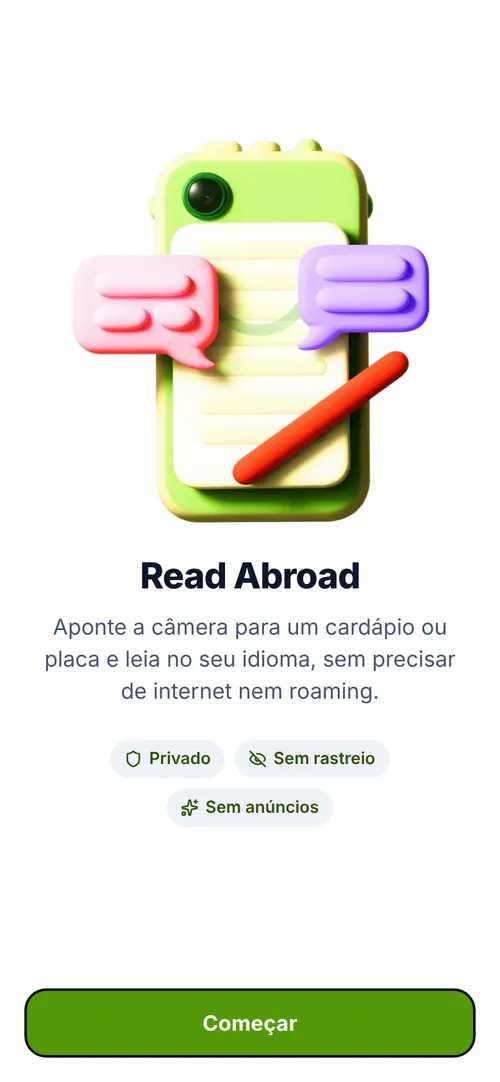 Read Abroad
Aponte a câmera para um cardápio ou
placa e leia no seu idioma, sem precisar
de internet nem roaming.
Privado
Sem rastreio
Sem anúncios
Começar